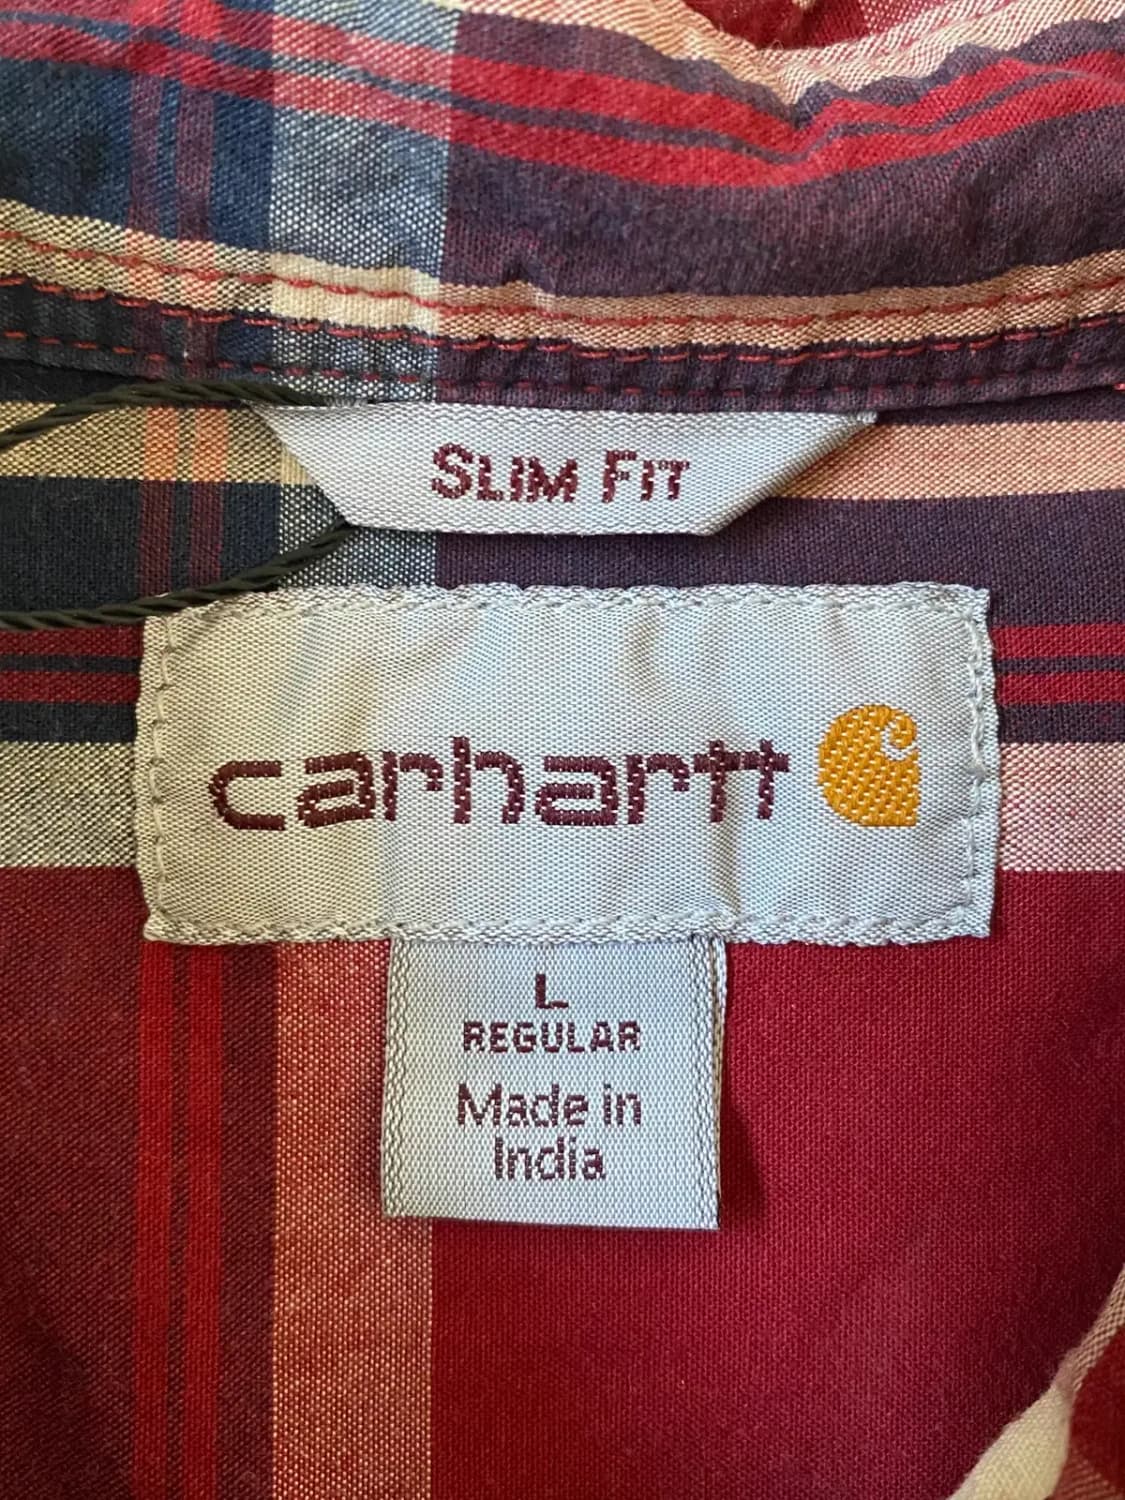 SLIM FIT
carhartt
L
REGULAR
Made in
India